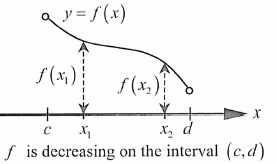 y = f(x)
f(x₁)
f(x₂)
x
c x₁ x₂ d
f is decreasing on the interval (c, d)